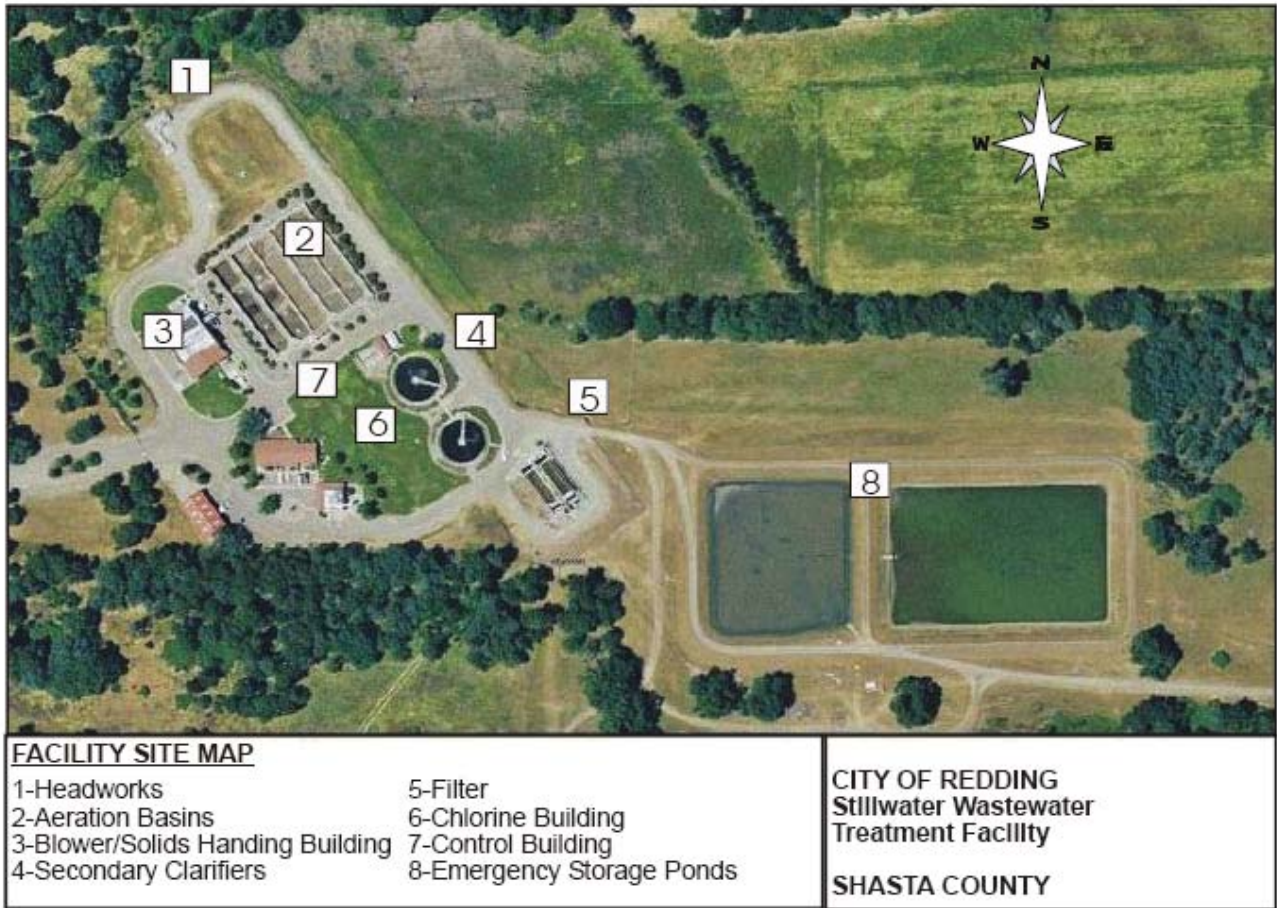 1
N
W
E
S
2
3
4
7
5
6
8
FACILITY SITE MAP
1-Headworks
2-Aeration Basins
3-Blower/Solids Handing Building
4-Secondary Clarifiers
5-Filter
6-Chlorine Building
7-Control Building
8-Emergency Storage Ponds
CITY OF REDDING
Stillwater Wastewater
Treatment Facility
SHASTA COUNTY